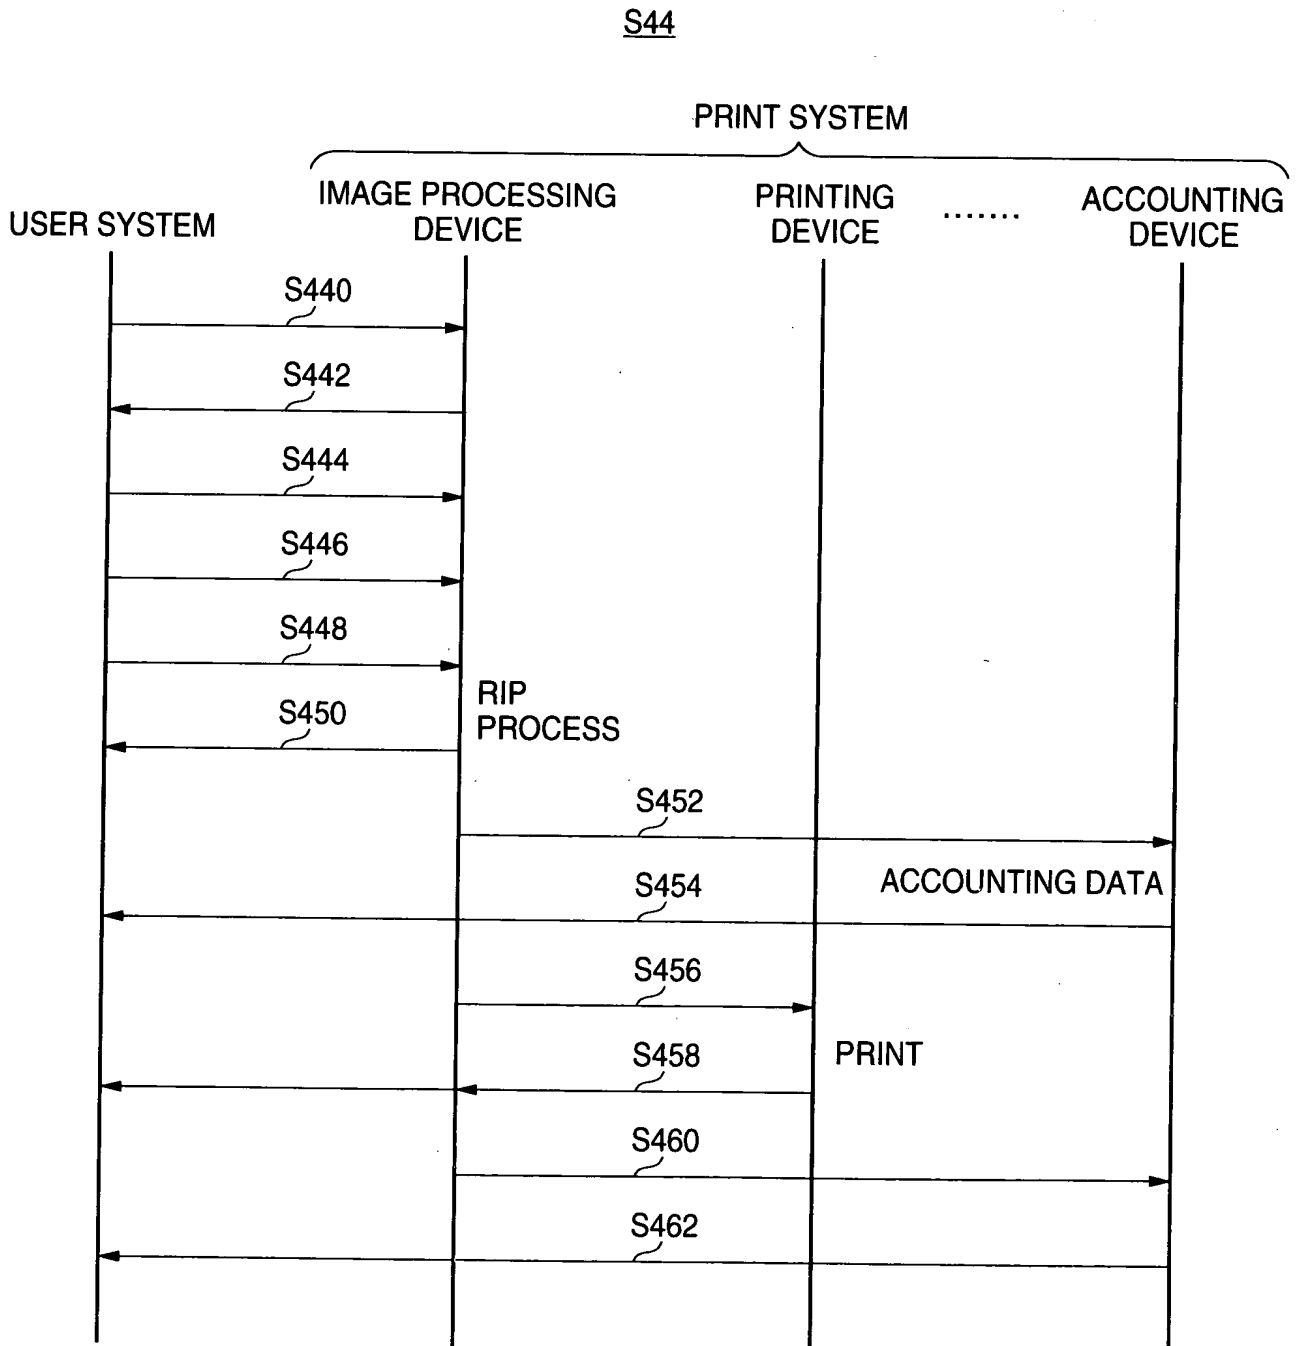 S44
PRINT SYSTEM
USER SYSTEM
IMAGE PROCESSING
DEVICE
PRINTING
DEVICE
.......
ACCOUNTING
DEVICE
S440
S442
S444
S446
S448
RIP
PROCESS
S450
S452
ACCOUNTING DATA
S454
S456
PRINT
S458
S460
S462